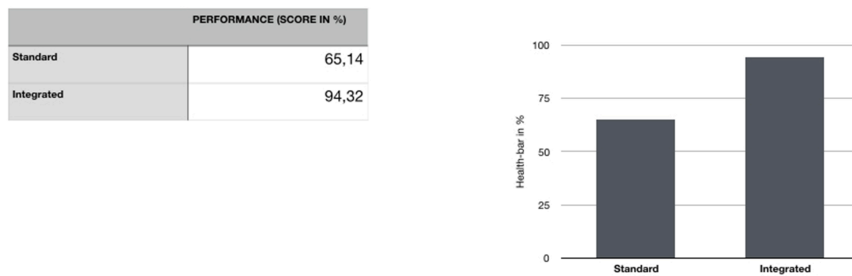 PERFORMANCE (SCORE IN %)
Standard 65,14
Integrated 94,32
100
75
50
25
0
Health-bar in %
Standard Integrated